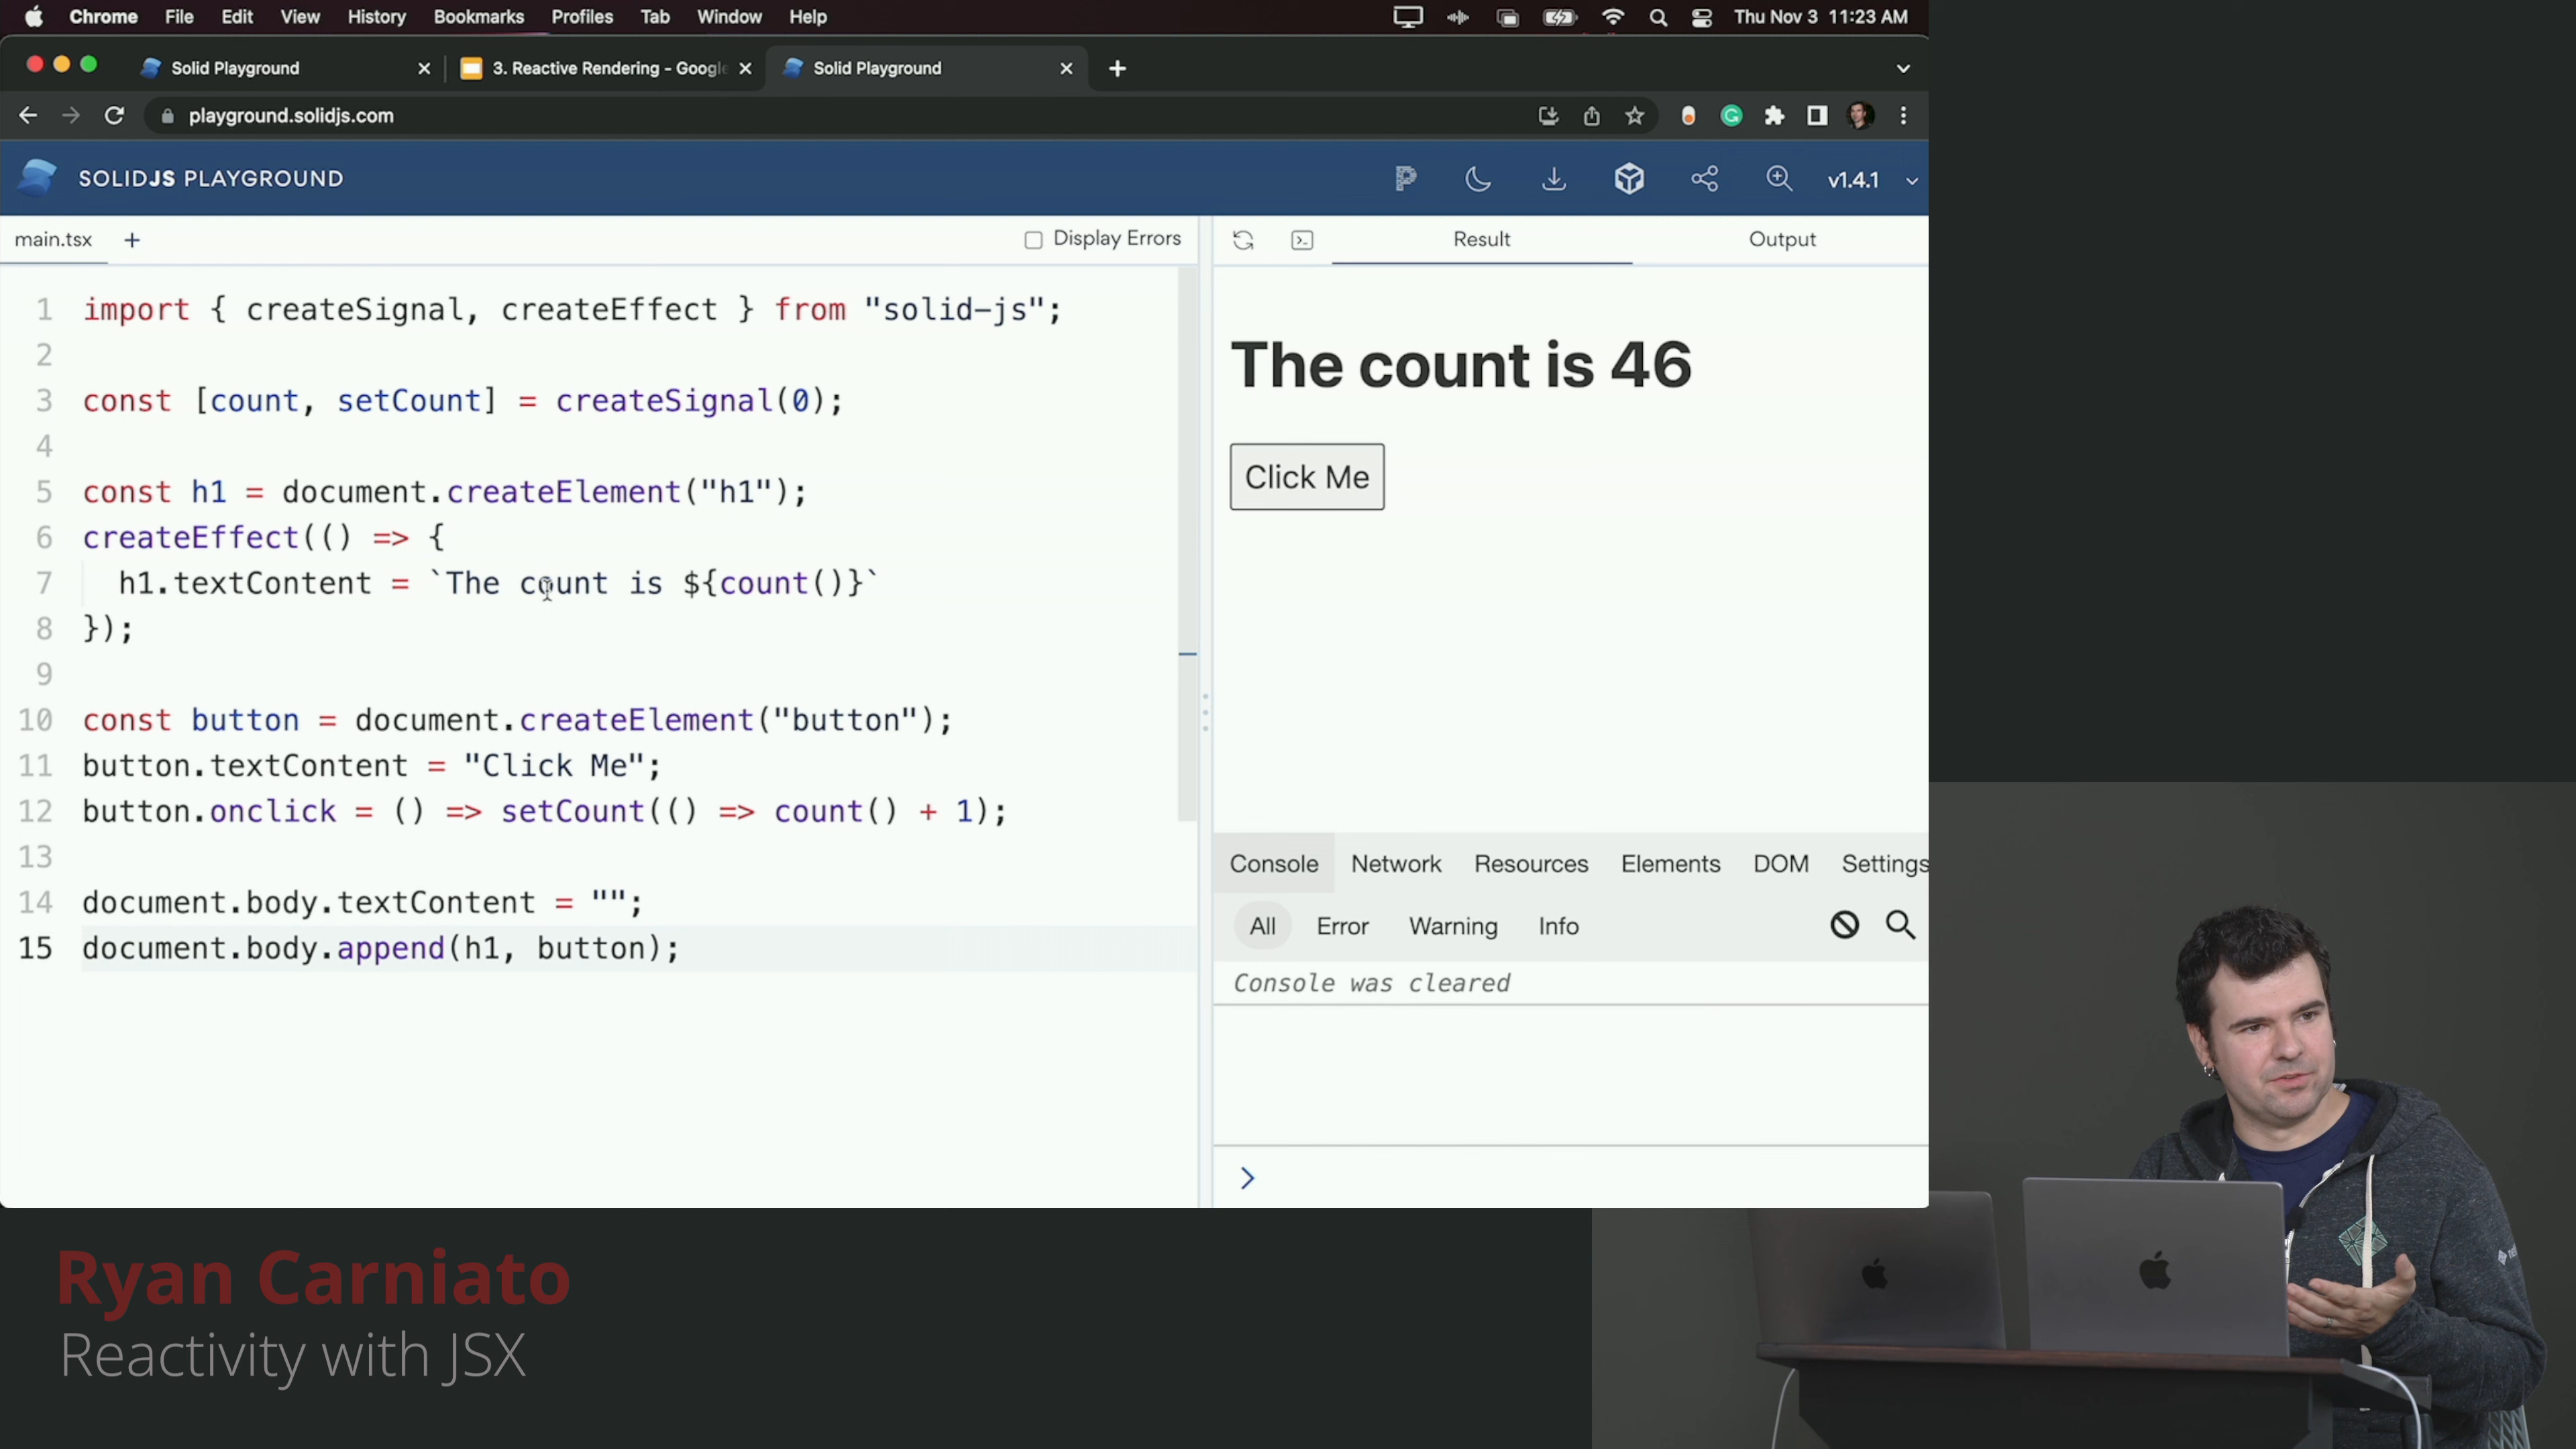 Chrome File Edit View History Bookmarks Profiles Tab Window Help Thu Nov 3 11:23 AM
Solid Playground 3. Reactive Rendering - Google Solid Playground
playground.solidjs.com
SOLIDJS PLAYGROUND v1.4.1
main.tsx + Display Errors Result Output
1 import { createSignal, createEffect } from "solid-js";
2
3 const [count, setCount] = createSignal(0);
4
5 const h1 = document.createElement("h1");
6 createEffect(() => {
7 h1.textContent = `The count is ${count()}`
8 });
9
10 const button = document.createElement("button");
11 button.textContent = "Click Me";
12 button.onclick = () => setCount(() => count() + 1);
13
14 document.body.textContent = "";
15 document.body.append(h1, button);
The count is 46
Click Me
Console Network Resources Elements DOM Settings
All Error Warning Info
Console was cleared
>
Ryan Carniato
Reactivity with JSX